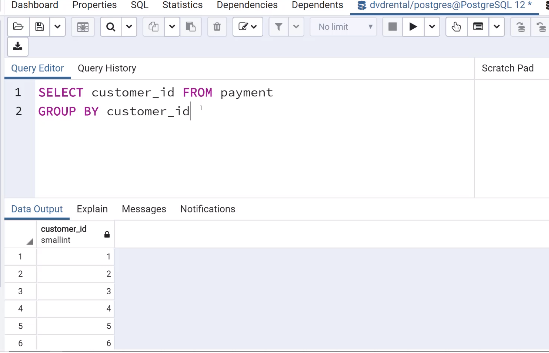 Dashboard Properties SQL Statistics Dependencies Dependents dvdrental/postgres@PostgreSQL 12 *
No limit
Query Editor Query History Scratch Pad
1 SELECT customer_id FROM payment
2 GROUP BY customer_id
Data Output Explain Messages Notifications
customer_id
smallint
1 1
2 2
3 3
4 4
5 5
6 6